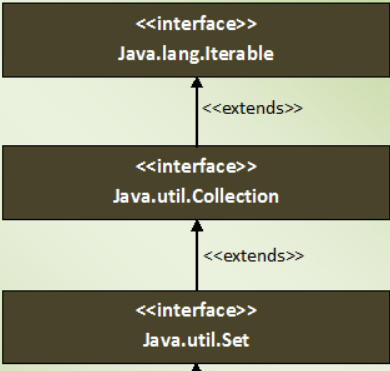 <<interface>>
Java.lang.Iterable
<<extends>>
<<interface>>
Java.util.Collection
<<extends>>
<<interface>>
Java.util.Set